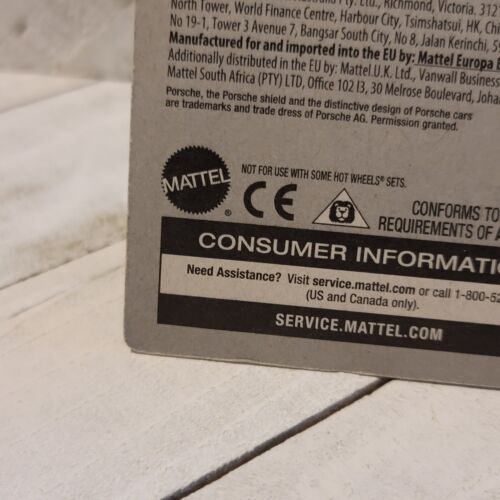 Pty. Ltd., Richmond, Victoria. 312
North Tower, World Finance Centre, Harbour City, Tsimshatsui, HK, Chi
No 19-1, Tower 3 Avenue 7, Bangsar South City, No 8, Jalan Kerinchi, 5
Manufactured for and imported into the EU by: Mattel Europa B
Additionally distributed in the EU by: Mattel.U.K. Ltd., Vanwall Business
Mattel South Africa (PTY) LTD, Office 102 I3, 30 Melrose Boulevard, Joha
Porsche, the Porsche shield and the distinctive design of Porsche cars
are trademarks and trade dress of Porsche AG. Permission granted.
MATTEL®
NOT FOR USE WITH SOME HOT WHEELS® SETS.
CE
CONFORMS TO
REQUIREMENTS OF A
CONSUMER INFORMATI
Need Assistance? Visit service.mattel.com or call 1-800-52
(US and Canada only).
SERVICE.MATTEL.COM